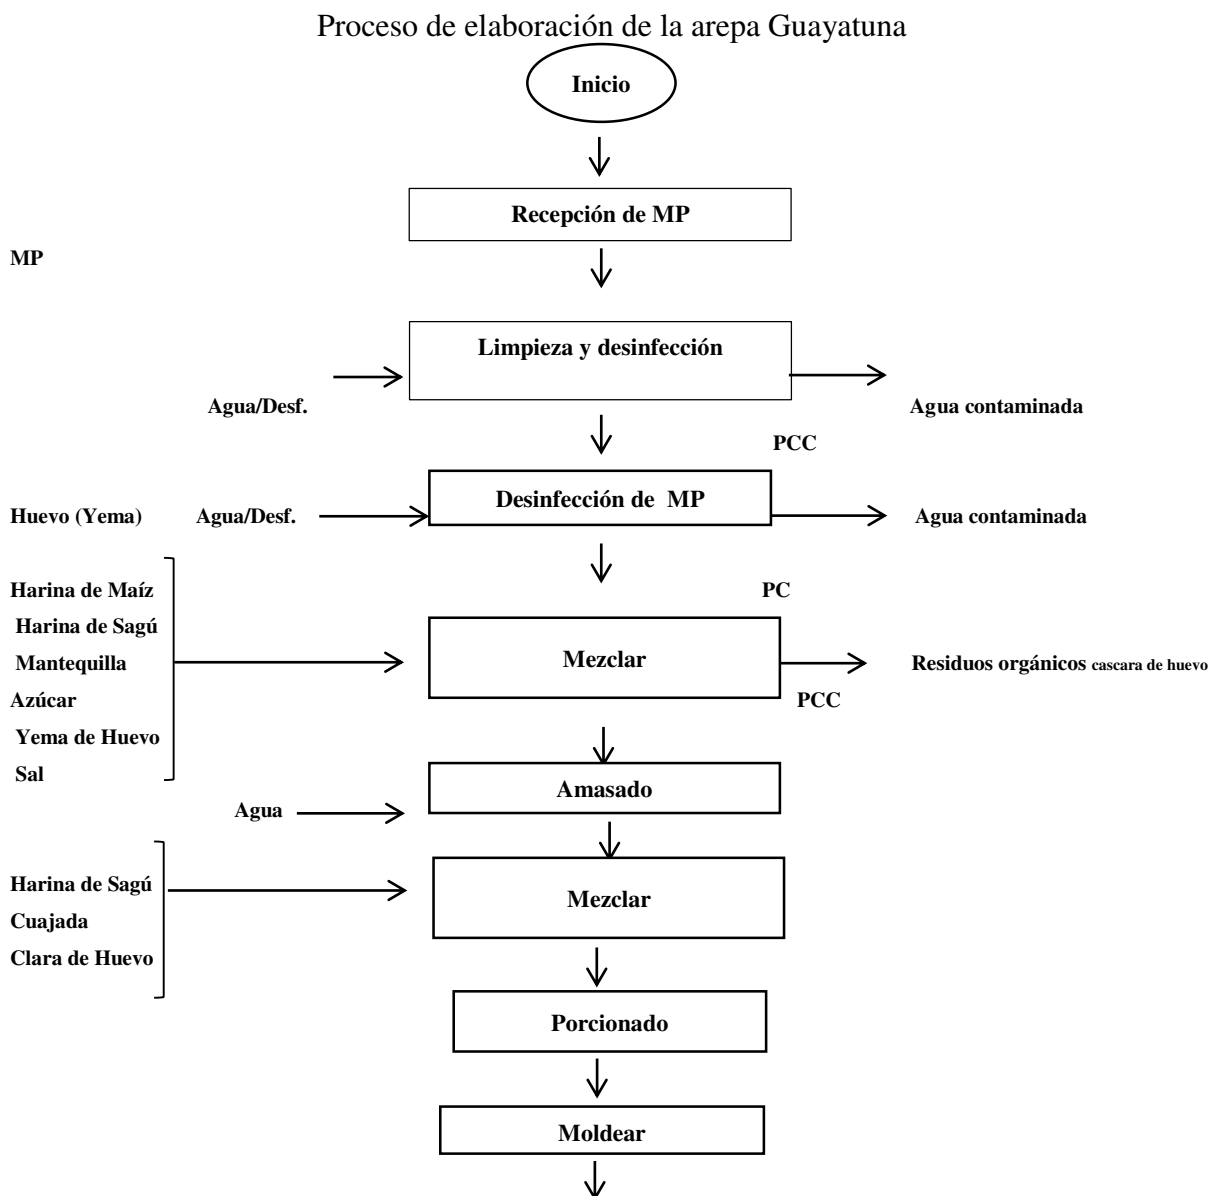 Proceso de elaboración de la arepa Guayatuna
Inicio
Recepción de MP
MP
Limpieza y desinfección
Agua/Desf.
Agua contaminada
PCC
Desinfección de MP
Huevo (Yema)
Agua/Desf.
Agua contaminada
Harina de Maíz
PC
Harina de Sagú
Mantequilla
Mezclar
Residuos orgánicos cascara de huevo
Azúcar
PCC
Yema de Huevo
Sal
Amasado
Agua
Harina de Sagú
Mezclar
Cuajada
Clara de Huevo
Porcionado
Moldear